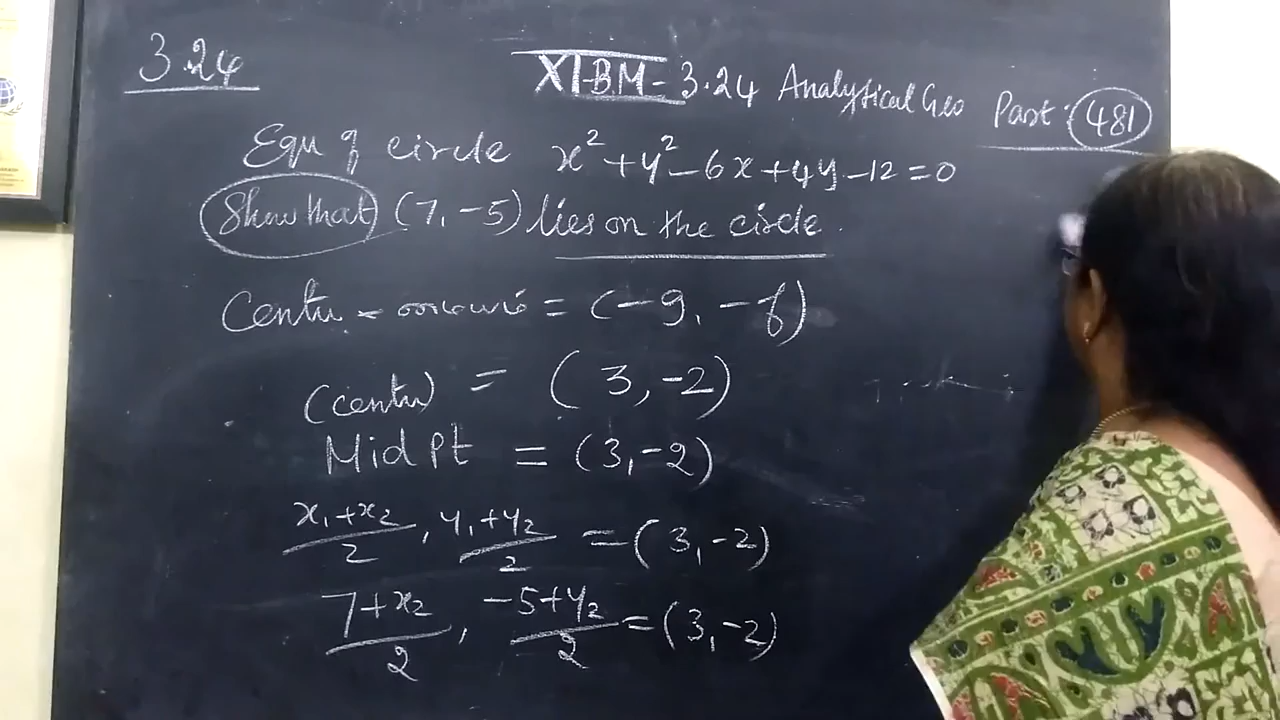 3.24
XI-BM - 3.24 Analytical Geo Part: 481
Equ of circle x² + y² - 6x + 4y - 12 = 0
Show that (7, -5) lies on the circle.
= (-g, -f)
(centre) = (3, -2)
Mid Pt = (3, -2)
x₁+x₂/2, y₁+y₂/2 = (3, -2)
7+x₂/2, -5+y₂/2 = (3, -2)